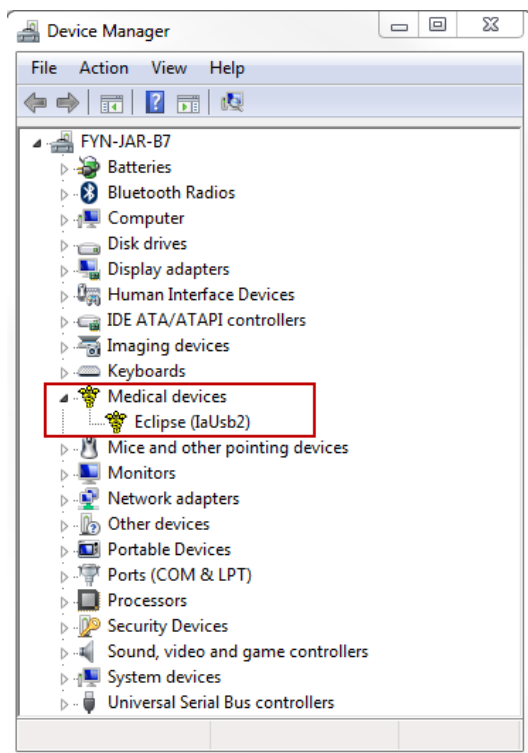 Device Manager
File Action View Help
FYN-JAR-B7
Batteries
Bluetooth Radios
Computer
Disk drives
Display adapters
Human Interface Devices
IDE ATA/ATAPI controllers
Imaging devices
Keyboards
Medical devices
Eclipse (IaUsb2)
Mice and other pointing devices
Monitors
Network adapters
Other devices
Portable Devices
Ports (COM & LPT)
Processors
Security Devices
Sound, video and game controllers
System devices
Universal Serial Bus controllers